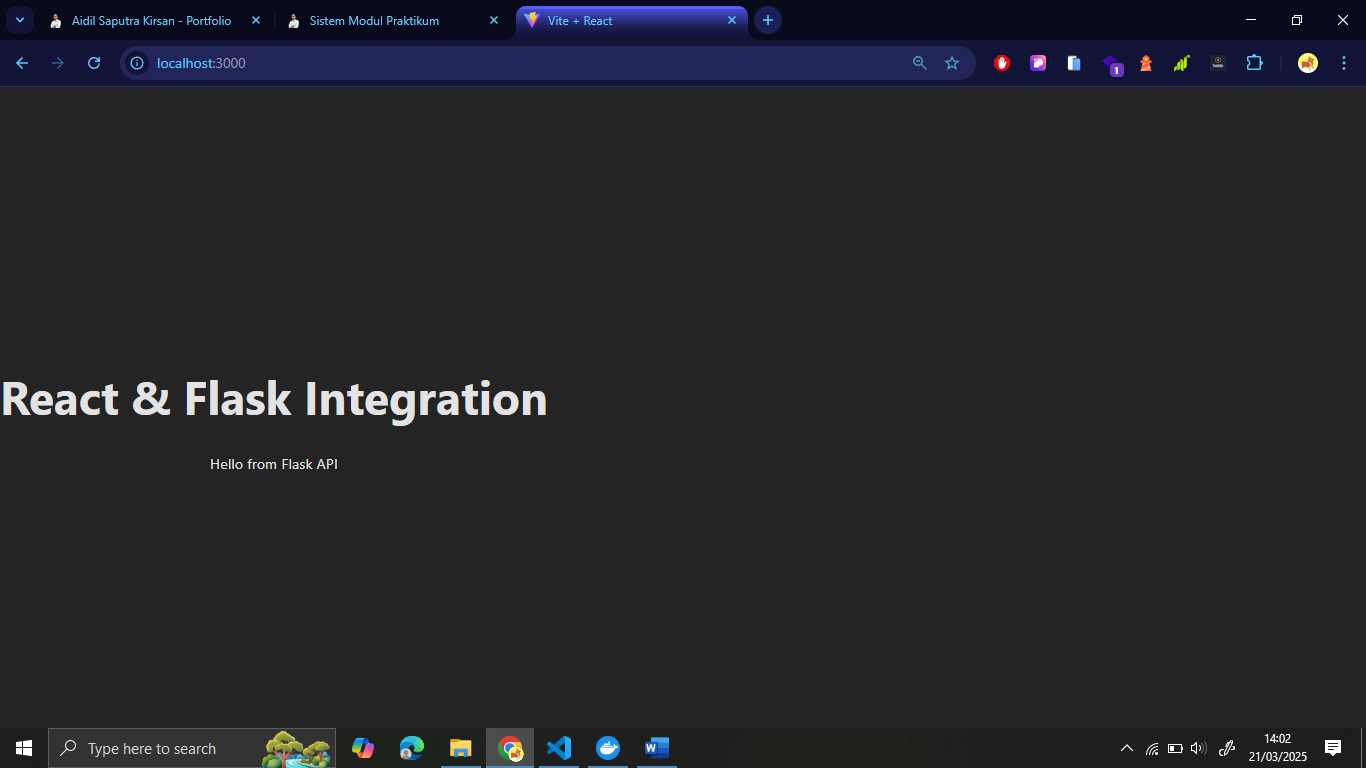 Aidil Saputra Kirsan - Portfolio
Sistem Modul Praktikum
Vite + React
localhost:3000
1
React & Flask Integration
Hello from Flask API
Type here to search
14:02
21/03/2025